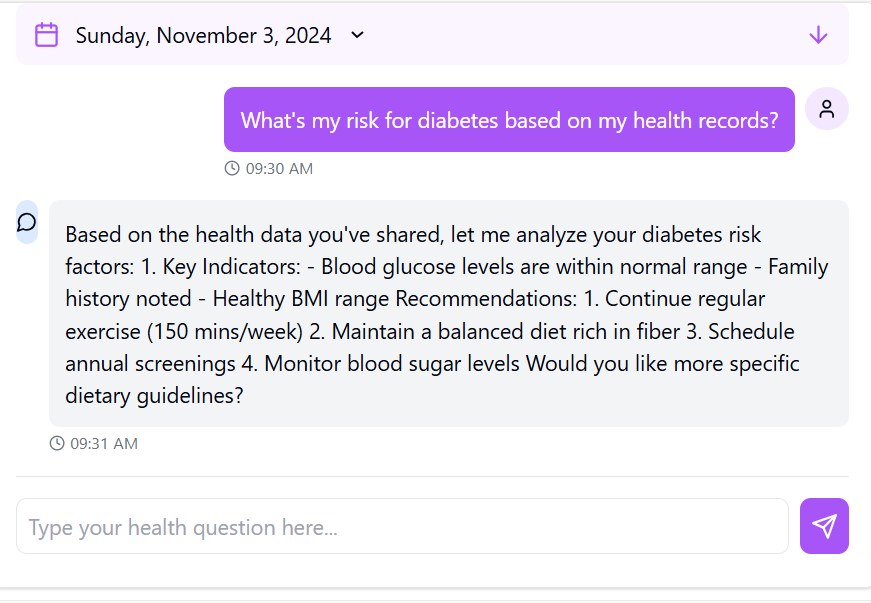 Sunday, November 3, 2024
What's my risk for diabetes based on my health records?
09:30 AM
Based on the health data you've shared, let me analyze your diabetes risk
factors: 1. Key Indicators: - Blood glucose levels are within normal range - Family
history noted - Healthy BMI range Recommendations: 1. Continue regular
exercise (150 mins/week) 2. Maintain a balanced diet rich in fiber 3. Schedule
annual screenings 4. Monitor blood sugar levels Would you like more specific
dietary guidelines?
09:31 AM
Type your health question here...